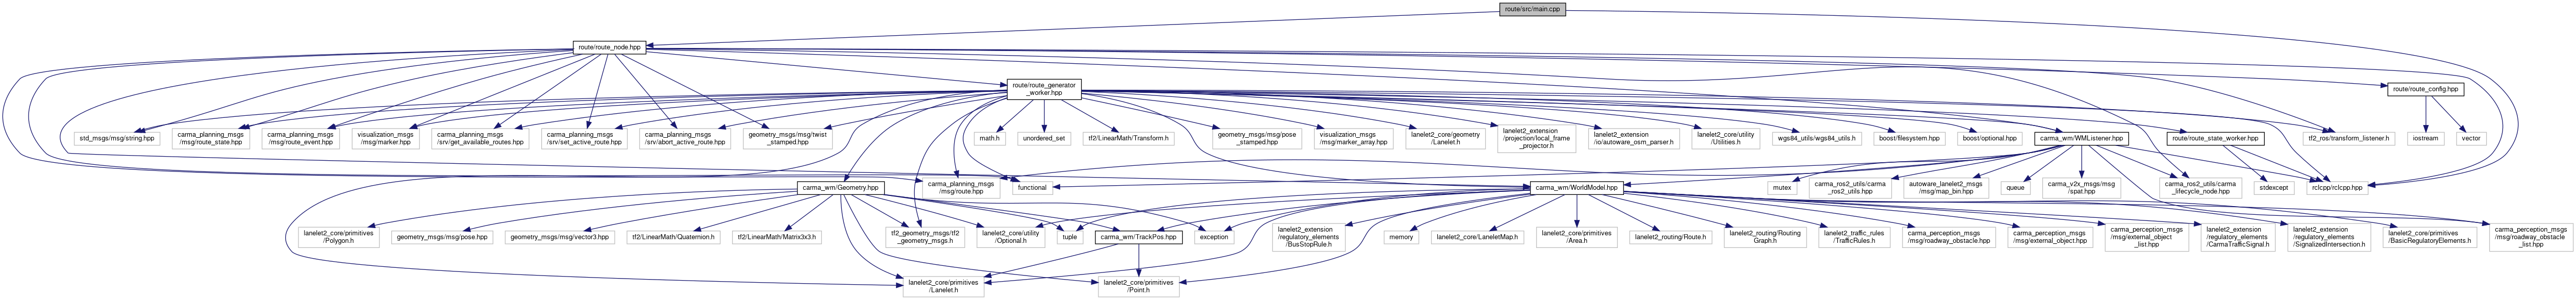 route/src/main.cpp
route/route_node.hpp
route/route_generator
_worker.hpp
route/route_config.hpp
std_msgs/msg/string.hpp
carma_planning_msgs
/msg/route_state.hpp
carma_planning_msgs
/msg/route_event.hpp
visualization_msgs
/msg/marker.hpp
carma_planning_msgs
/srv/get_available_routes.hpp
carma_planning_msgs
/srv/set_active_route.hpp
carma_planning_msgs
/srv/abort_active_route.hpp
geometry_msgs/msg/twist
_stamped.hpp
math.h
unordered_set
tf2/LinearMath/Transform.h
geometry_msgs/msg/pose
_stamped.hpp
visualization_msgs
/msg/marker_array.hpp
lanelet2_core/geometry
/Lanelet.h
lanelet2_extension
/projection/local_frame
_projector.h
lanelet2_extension
/io/autoware_osm_parser.h
lanelet2_core/utility
/Utilities.h
wgs84_utils/wgs84_utils.h
boost/filesystem.hpp
boost/optional.hpp
carma_wm/WMListener.hpp
route/route_state_worker.hpp
tf2_ros/transform_listener.h
iostream
vector
carma_wm/Geometry.hpp
carma_planning_msgs
/msg/route.hpp
functional
carma_wm/WorldModel.hpp
mutex
carma_ros2_utils/carma
_ros2_utils.hpp
autoware_lanelet2_msgs
/msg/map_bin.hpp
queue
carma_v2x_msgs/msg
/spat.hpp
carma_ros2_utils/carma
_lifecycle_node.hpp
stdexcept
rclcpp/rclcpp.hpp
lanelet2_core/primitives
/Polygon.h
geometry_msgs/msg/pose.hpp
geometry_msgs/msg/vector3.hpp
tf2/LinearMath/Quaternion.h
tf2/LinearMath/Matrix3x3.h
tf2_geometry_msgs/tf2
_geometry_msgs.h
lanelet2_core/utility
/Optional.h
tuple
carma_wm/TrackPos.hpp
exception
lanelet2_extension
/regulatory_elements
/BusStopRule.h
memory
lanelet2_core/LaneletMap.h
lanelet2_core/primitives
/Area.h
lanelet2_routing/Route.h
lanelet2_routing/Routing
Graph.h
lanelet2_traffic_rules
/TrafficRules.h
carma_perception_msgs
/msg/roadway_obstacle.hpp
carma_perception_msgs
/msg/external_object.hpp
carma_perception_msgs
/msg/external_object
_list.hpp
lanelet2_extension
/regulatory_elements
/CarmaTrafficSignal.h
lanelet2_extension
/regulatory_elements
/SignalizedIntersection.h
lanelet2_core/primitives
/BasicRegulatoryElements.h
carma_perception_msgs
/msg/roadway_obstacle
_list.hpp
lanelet2_core/primitives
/Lanelet.h
lanelet2_core/primitives
/Point.h